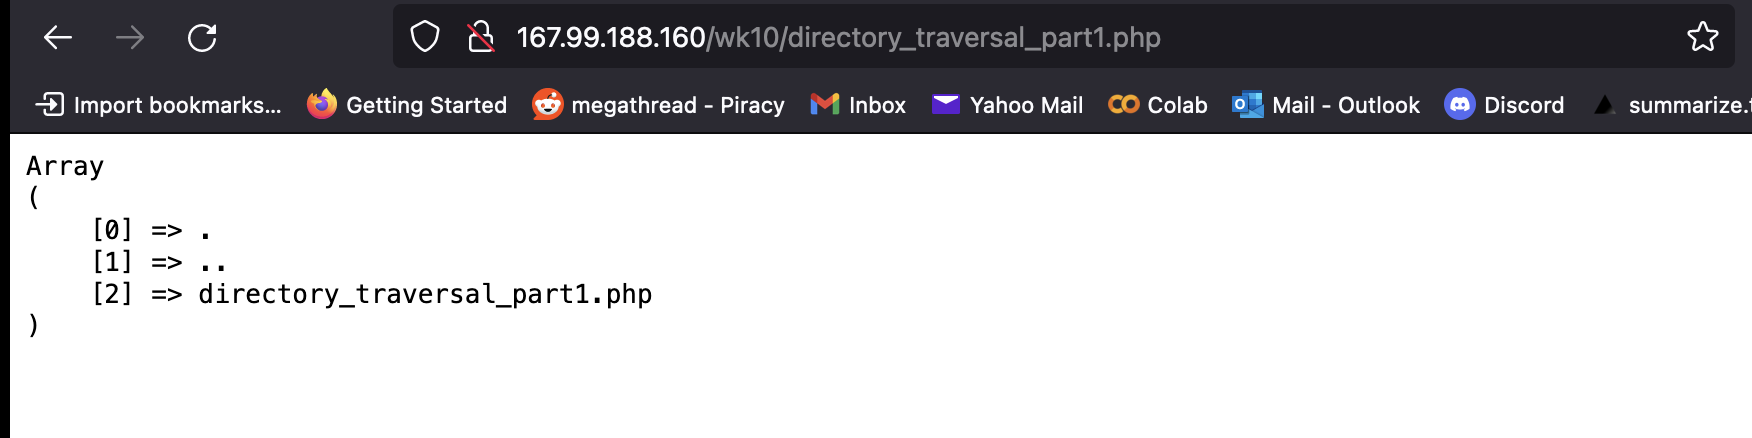 167.99.188.160/wk10/directory_traversal_part1.php
Import bookmarks... Getting Started megathread - Piracy Inbox Yahoo Mail Colab Mail - Outlook Discord summarize.
Array
(
[0] => .
[1] => ..
[2] => directory_traversal_part1.php
)